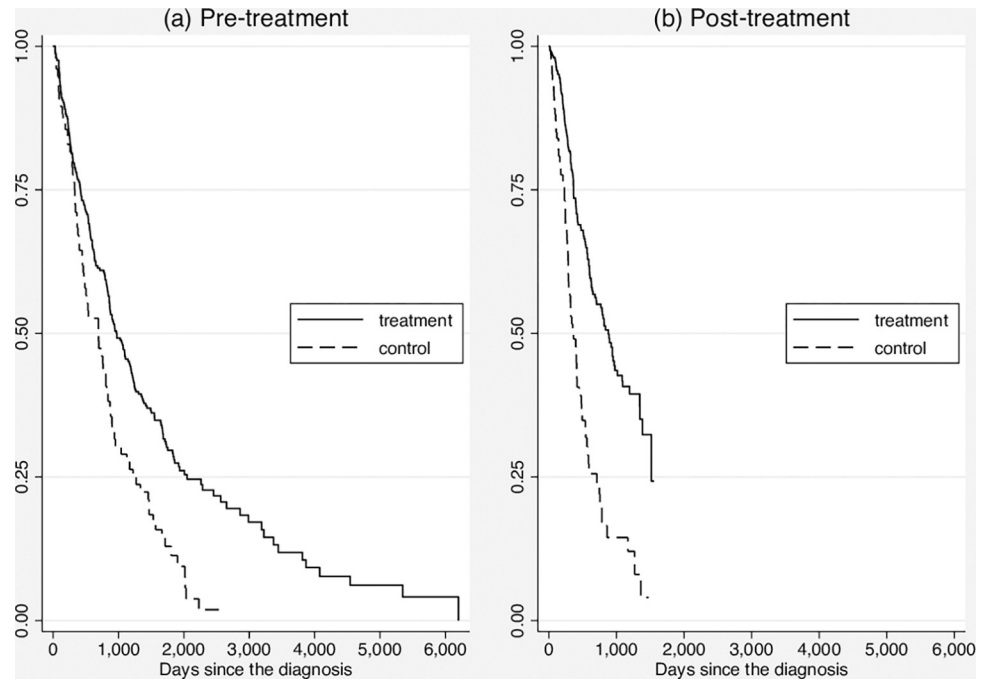 (a) Pre-treatment
1.00
0.75
0.50
0.25
0.00
treatment
control
0 1,000 2,000 3,000 4,000 5,000 6,000
Days since the diagnosis
(b) Post-treatment
1.00
0.75
0.50
0.25
0.00
treatment
control
0 1,000 2,000 3,000 4,000 5,000 6,000
Days since the diagnosis